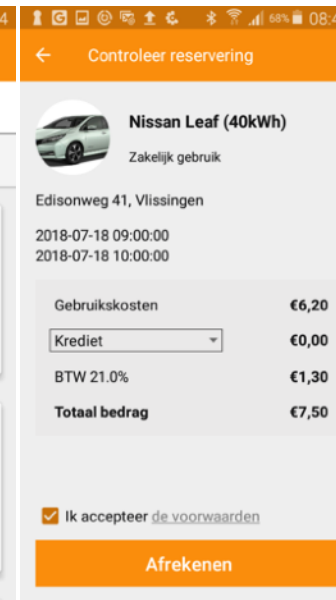 4
68% 08:4
Controleer reservering
Nissan Leaf (40kWh)
Zakelijk gebruik
Edisonweg 41, Vlissingen
2018-07-18 09:00:00
2018-07-18 10:00:00
Gebruikskosten €6,20
Krediet €0,00
BTW 21.0% €1,30
Totaal bedrag €7,50
Ik accepteer de voorwaarden
Afrekenen